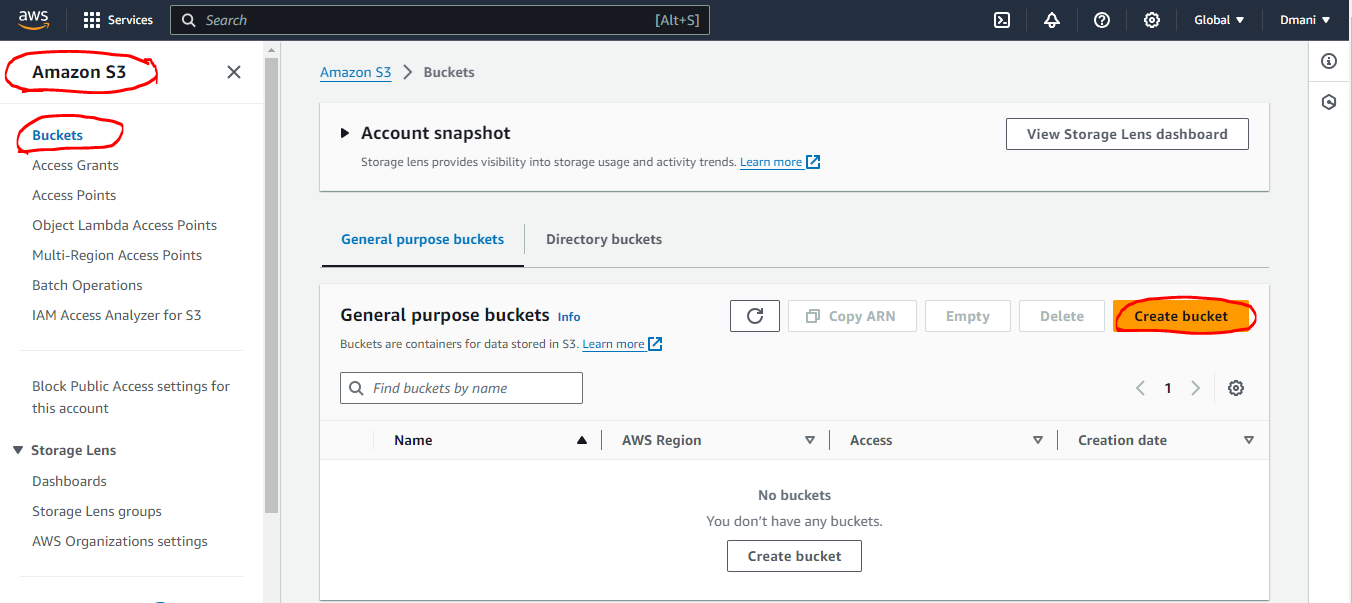 aws Services Search [Alt+S] Global Dmani
Amazon S3
Buckets
Access Grants
Access Points
Object Lambda Access Points
Multi-Region Access Points
Batch Operations
IAM Access Analyzer for S3
Block Public Access settings for
this account
Storage Lens
Dashboards
Storage Lens groups
AWS Organizations settings
Amazon S3 Buckets
Account snapshot View Storage Lens dashboard
Storage lens provides visibility into storage usage and activity trends. Learn more
General purpose buckets Directory buckets
General purpose buckets Info Copy ARN Empty Delete Create bucket
Buckets are containers for data stored in S3. Learn more
Find buckets by name 1
Name AWS Region Access Creation date
No buckets
You don’t have any buckets.
Create bucket